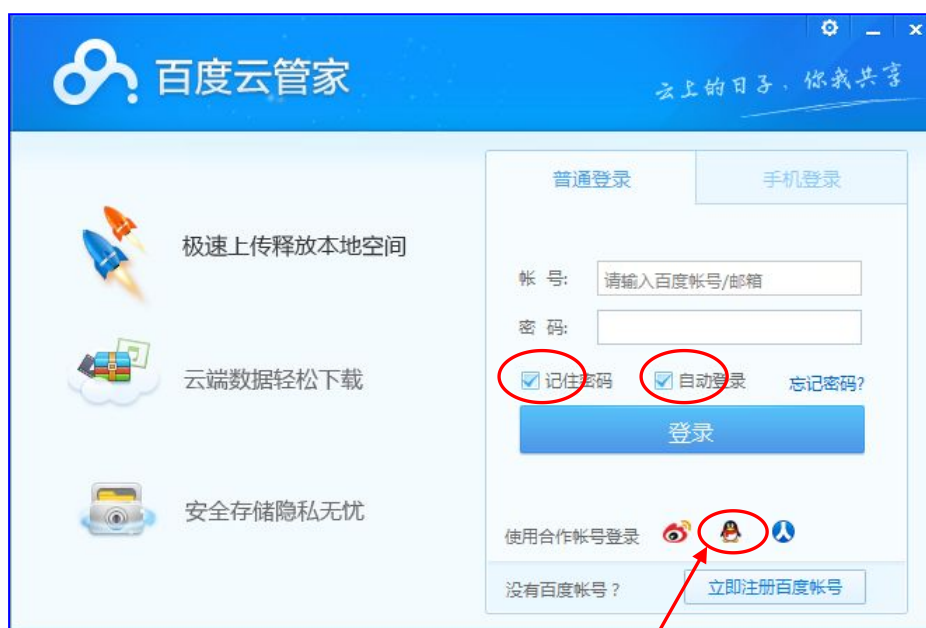 百度云管家
云上的日子，你我共享
普通登录
手机登录
极速上传释放本地空间
帐 号:
请输入百度帐号/邮箱
密 码:
云端数据轻松下载
记住密码
自动登录
忘记密码?
登录
安全存储隐私无忧
使用合作帐号登录
没有百度帐号？
立即注册百度帐号